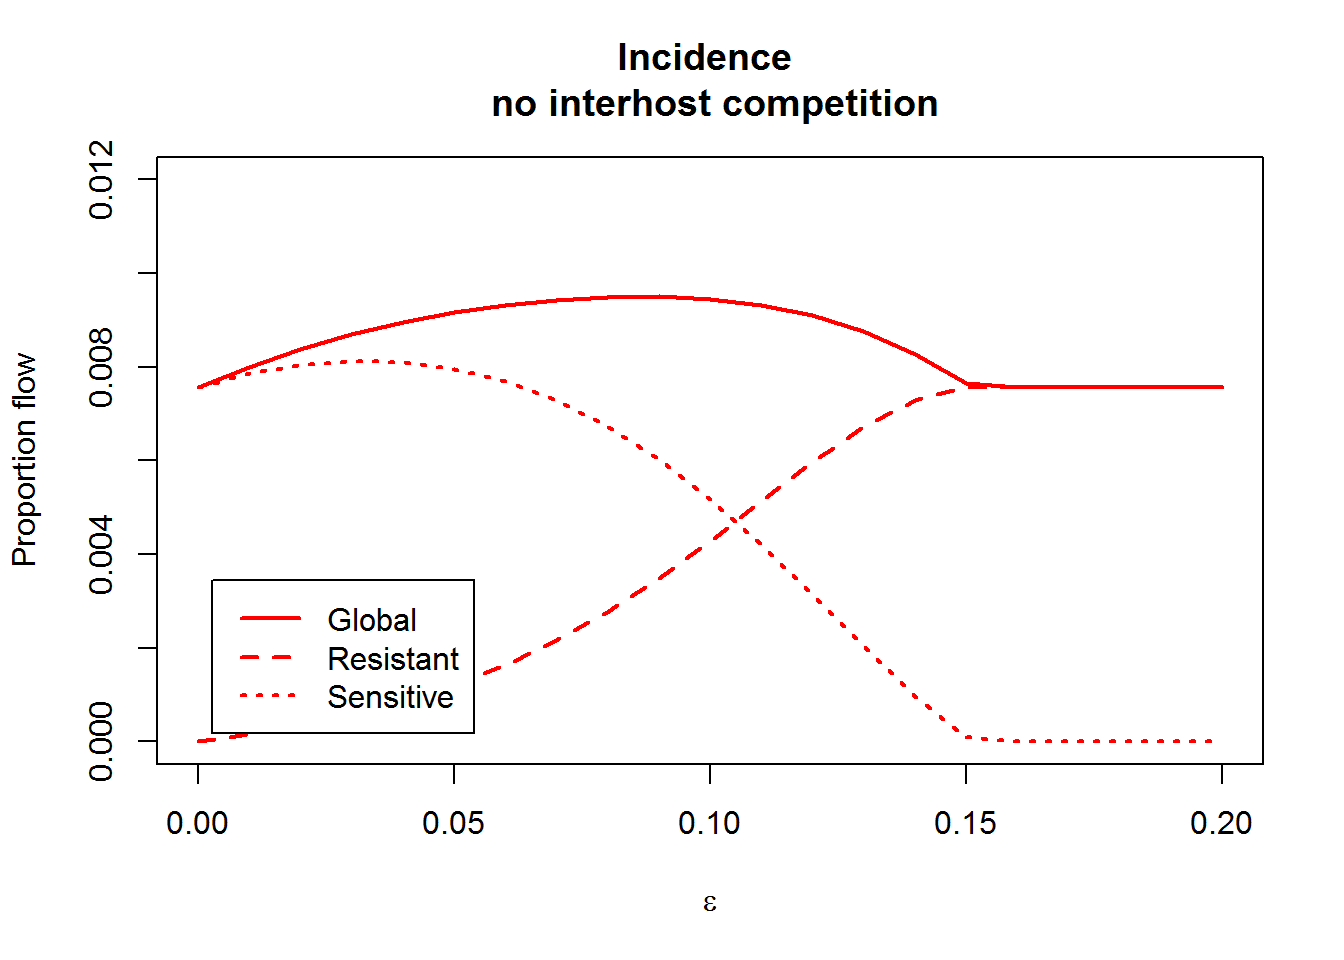 Incidence
no interhost competition
0.012
0.008
0.004
0.000
Proportion flow
Global
Resistant
Sensitive
0.00 0.05 0.10 0.15 0.20
ε